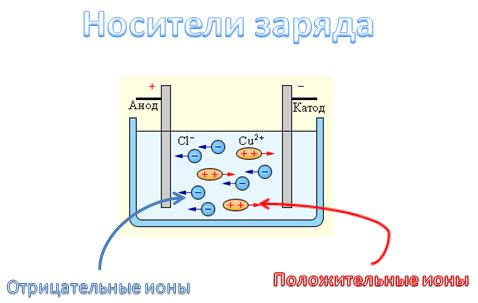 Носители заряда
+ −
Анод Катод
Cl⁻ Cu²⁺
− − − − − −
++ ++ ++
Отрицательные ионы
Положительные ионы